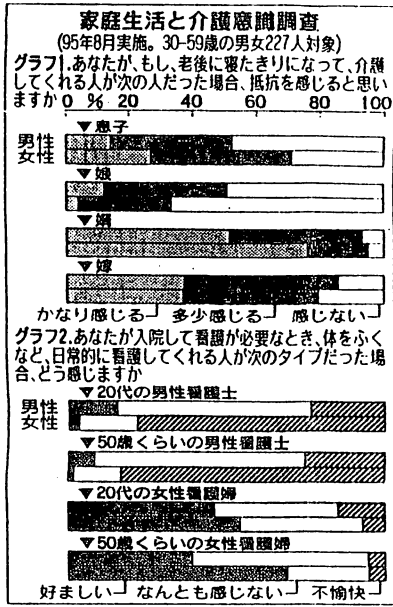 家庭生活と介護意識調査
(95年8月実施。30-59歳の男女227人対象)
グラフ1.あなたが、もし、老後に寝たきりになって、介護
してくれる人が次の人だった場合、抵抗を感じると思い
ますか 0 % 20 40 60 80 100
▼息子
男性
女性
▼娘
▼婿
▼嫁
かなり感じる 多少感じる 感じない
グラフ2.あなたが入院して看護が必要なとき、体をふく
など、日常的に看護してくれる人が次のタイプだった場
合、どう感じますか
▼20代の男性看護士
男性
女性
▼50歳くらいの男性看護士
▼20代の女性看護婦
▼50歳くらいの女性看護婦
好ましい なんとも感じない 不愉快